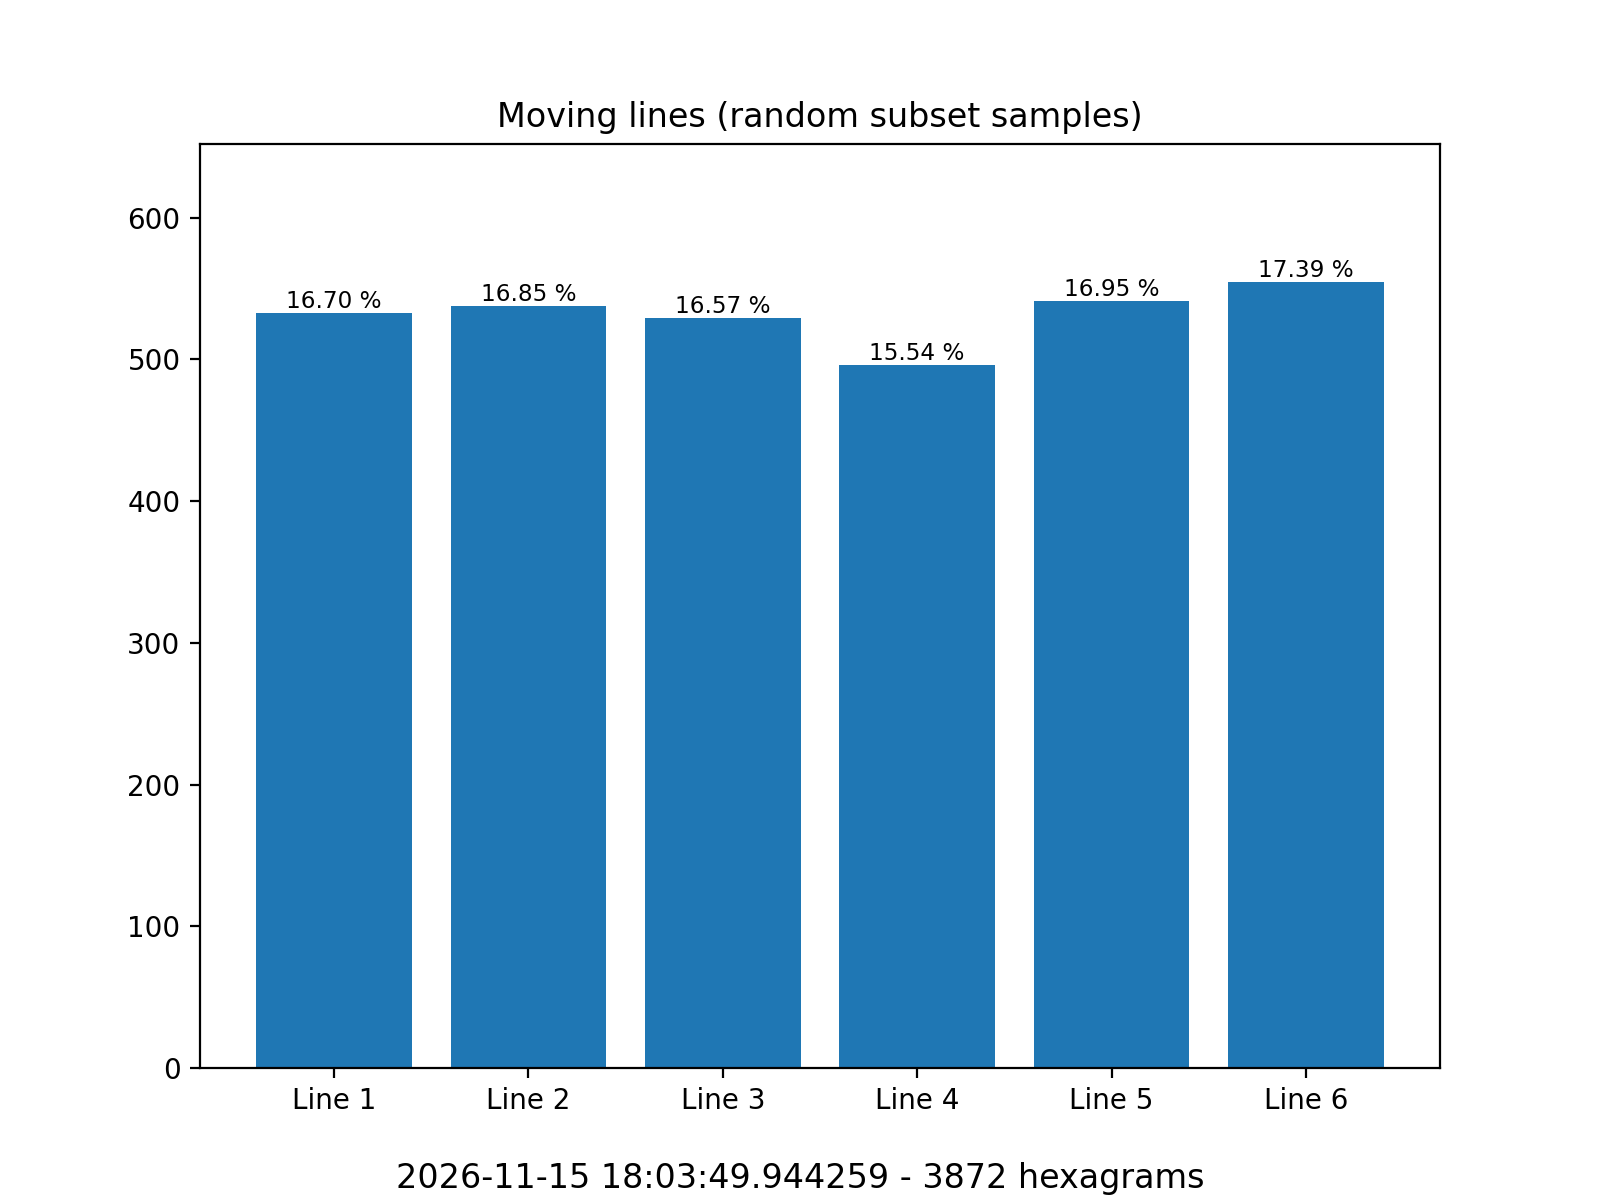 Moving lines (random subset samples)
600
500
400
300
200
100
0
16.70 %
16.85 %
16.57 %
15.54 %
16.95 %
17.39 %
Line 1
Line 2
Line 3
Line 4
Line 5
Line 6
2026-11-15 18:03:49.944259 - 3872 hexagrams